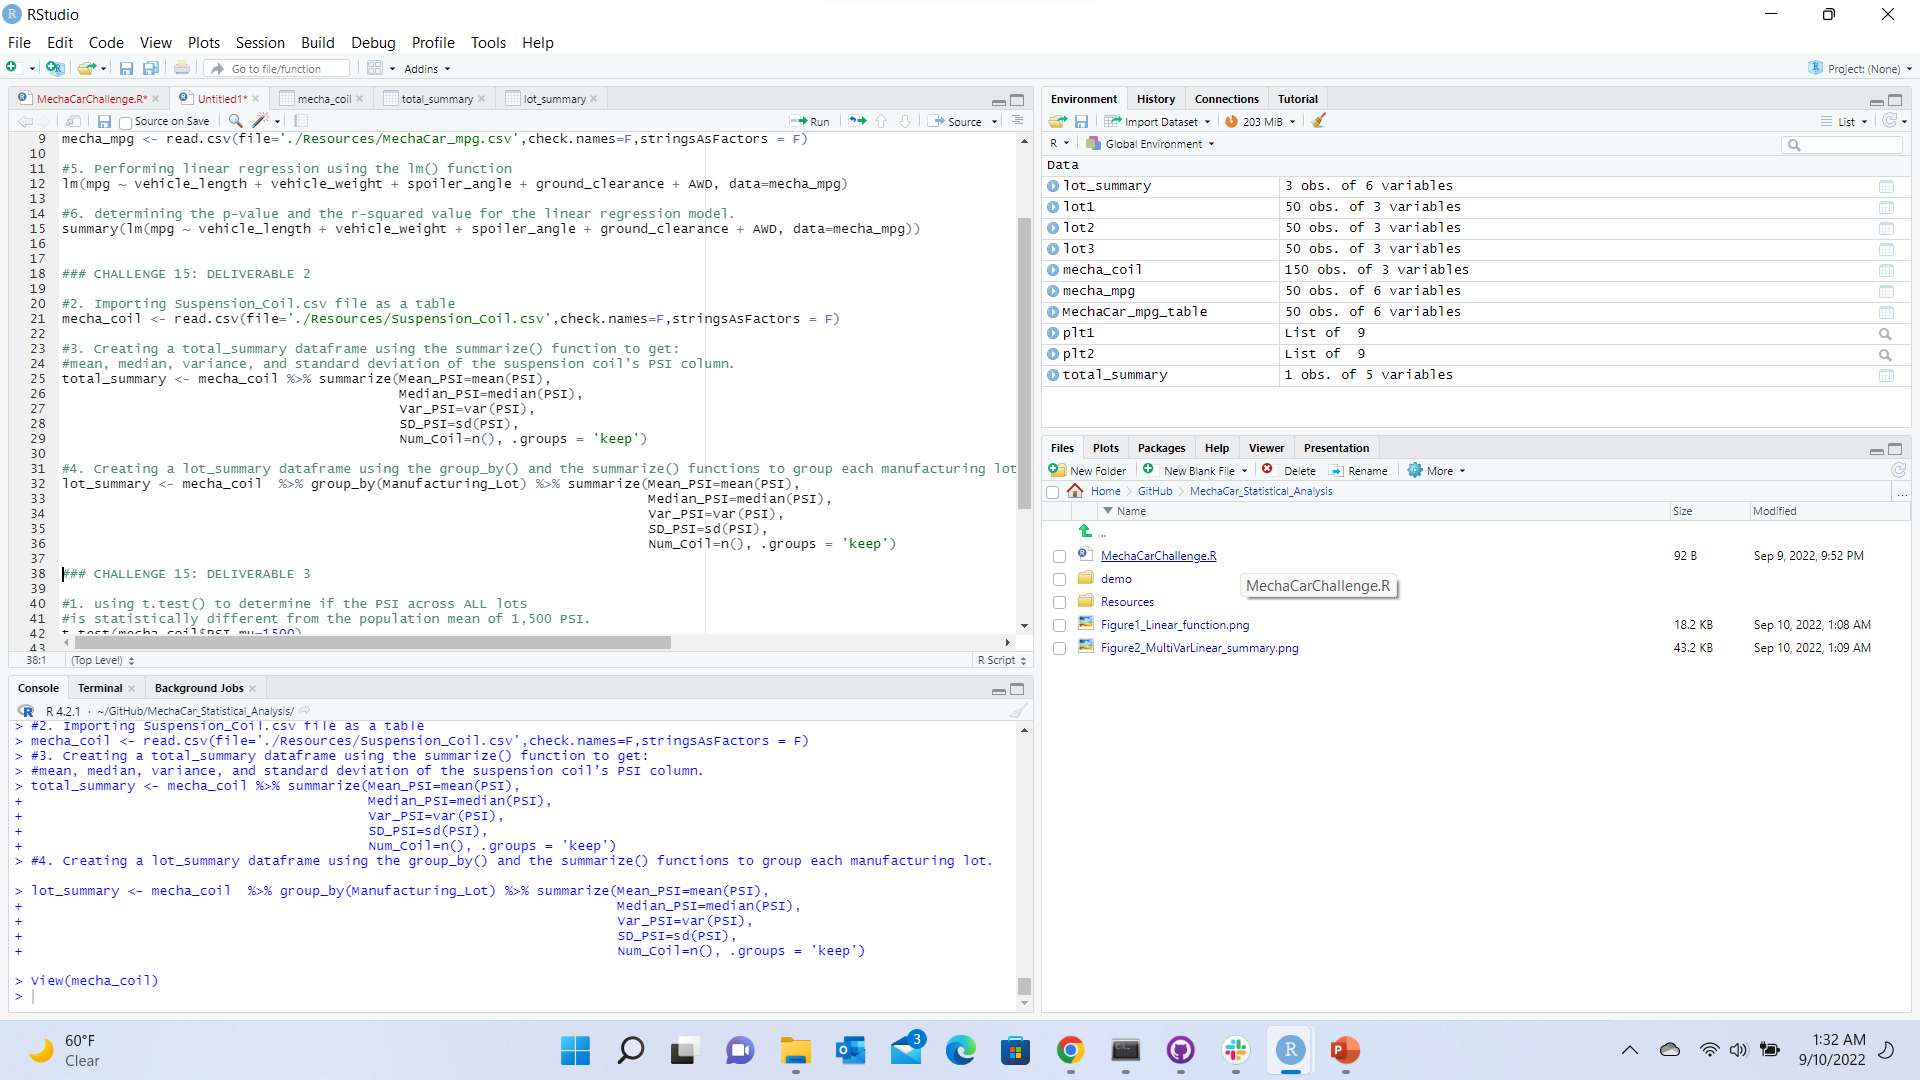 RStudio
File Edit Code View Plots Session Build Debug Profile Tools Help
Go to file/function Addins Project: (None)
MechaCarChallenge.R* Untitled1* mecha_coil total_summary lot_summary
Source on Save Run Source
9 mecha_mpg <- read.csv(file='./Resources/MechaCar_mpg.csv',check.names=F,stringsAsFactors = F)
10
11 #5. Performing linear regression using the lm() function
12 lm(mpg ~ vehicle_length + vehicle_weight + spoiler_angle + ground_clearance + AWD, data=mecha_mpg)
13
14 #6. determining the p-value and the r-squared value for the linear regression model.
15 summary(lm(mpg ~ vehicle_length + vehicle_weight + spoiler_angle + ground_clearance + AWD, data=mecha_mpg))
16
17
18 ### CHALLENGE 15: DELIVERABLE 2
19
20 #2. Importing Suspension_Coil.csv file as a table
21 mecha_coil <- read.csv(file='./Resources/Suspension_Coil.csv',check.names=F,stringsAsFactors = F)
22
23 #3. Creating a total_summary dataframe using the summarize() function to get:
24 #mean, median, variance, and standard deviation of the suspension coil's PSI column.
25 total_summary <- mecha_coil %>% summarize(Mean_PSI=mean(PSI),
26 Median_PSI=median(PSI),
27 Var_PSI=var(PSI),
28 SD_PSI=sd(PSI),
29 Num_Coil=n(), .groups = 'keep')
30
31 #4. Creating a lot_summary dataframe using the group_by() and the summarize() functions to group each manufacturing lot
32 lot_summary <- mecha_coil %>% group_by(Manufacturing_Lot) %>% summarize(Mean_PSI=mean(PSI),
33 Median_PSI=median(PSI),
34 Var_PSI=var(PSI),
35 SD_PSI=sd(PSI),
36 Num_Coil=n(), .groups = 'keep')
37
38 ### CHALLENGE 15: DELIVERABLE 3
39
40 #1. using t.test() to determine if the PSI across ALL lots
41 #is statistically different from the population mean of 1,500 PSI.
42 t.test(mecha_coil$PSI,mu=1500)
43
38:1 (Top Level) R Script
Console Terminal Background Jobs
R 4.2.1 · ~/GitHub/MechaCar_Statistical_Analysis/
> #2. Importing Suspension_Coil.csv file as a table
> mecha_coil <- read.csv(file='./Resources/Suspension_Coil.csv',check.names=F,stringsAsFactors = F)
> #3. Creating a total_summary dataframe using the summarize() function to get:
> #mean, median, variance, and standard deviation of the suspension coil's PSI column.
> total_summary <- mecha_coil %>% summarize(Mean_PSI=mean(PSI),
+ Median_PSI=median(PSI),
+ Var_PSI=var(PSI),
+ SD_PSI=sd(PSI),
+ Num_Coil=n(), .groups = 'keep')
> #4. Creating a lot_summary dataframe using the group_by() and the summarize() functions to group each manufacturing lot.
> lot_summary <- mecha_coil %>% group_by(Manufacturing_Lot) %>% summarize(Mean_PSI=mean(PSI),
+ Median_PSI=median(PSI),
+ Var_PSI=var(PSI),
+ SD_PSI=sd(PSI),
+ Num_Coil=n(), .groups = 'keep')
> View(mecha_coil)
>
Environment History Connections Tutorial
Import Dataset 203 MiB List
R Global Environment
Data
lot_summary 3 obs. of 6 variables
lot1 50 obs. of 3 variables
lot2 50 obs. of 3 variables
lot3 50 obs. of 3 variables
mecha_coil 150 obs. of 3 variables
mecha_mpg 50 obs. of 6 variables
MechaCar_mpg_table 50 obs. of 6 variables
plt1 List of 9
plt2 List of 9
total_summary 1 obs. of 5 variables
Files Plots Packages Help Viewer Presentation
New Folder New Blank File Delete Rename More
Home GitHub MechaCar_Statistical_Analysis ...
Name Size Modified
..
MechaCarChallenge.R 92 B Sep 9, 2022, 9:52 PM
demo
MechaCarChallenge.R
Resources
Figure1_Linear_function.png 18.2 KB Sep 10, 2022, 1:08 AM
Figure2_MultiVarLinear_summary.png 43.2 KB Sep 10, 2022, 1:09 AM
60°F
Clear
3
1:32 AM
9/10/2022